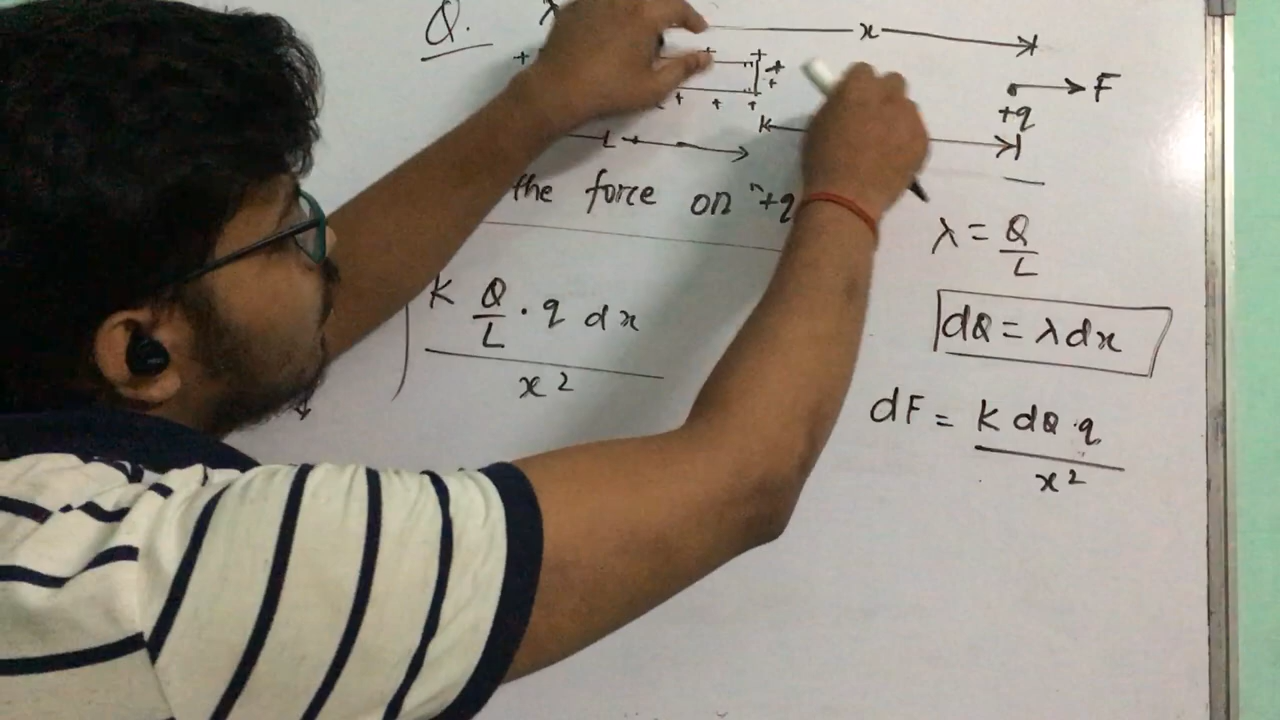 Q. λ
x
F
+q
L
the force on "+q
λ = Q/L
K Q/L · q dx / x²
dQ = λ dx
dF = K dQ · q / x²